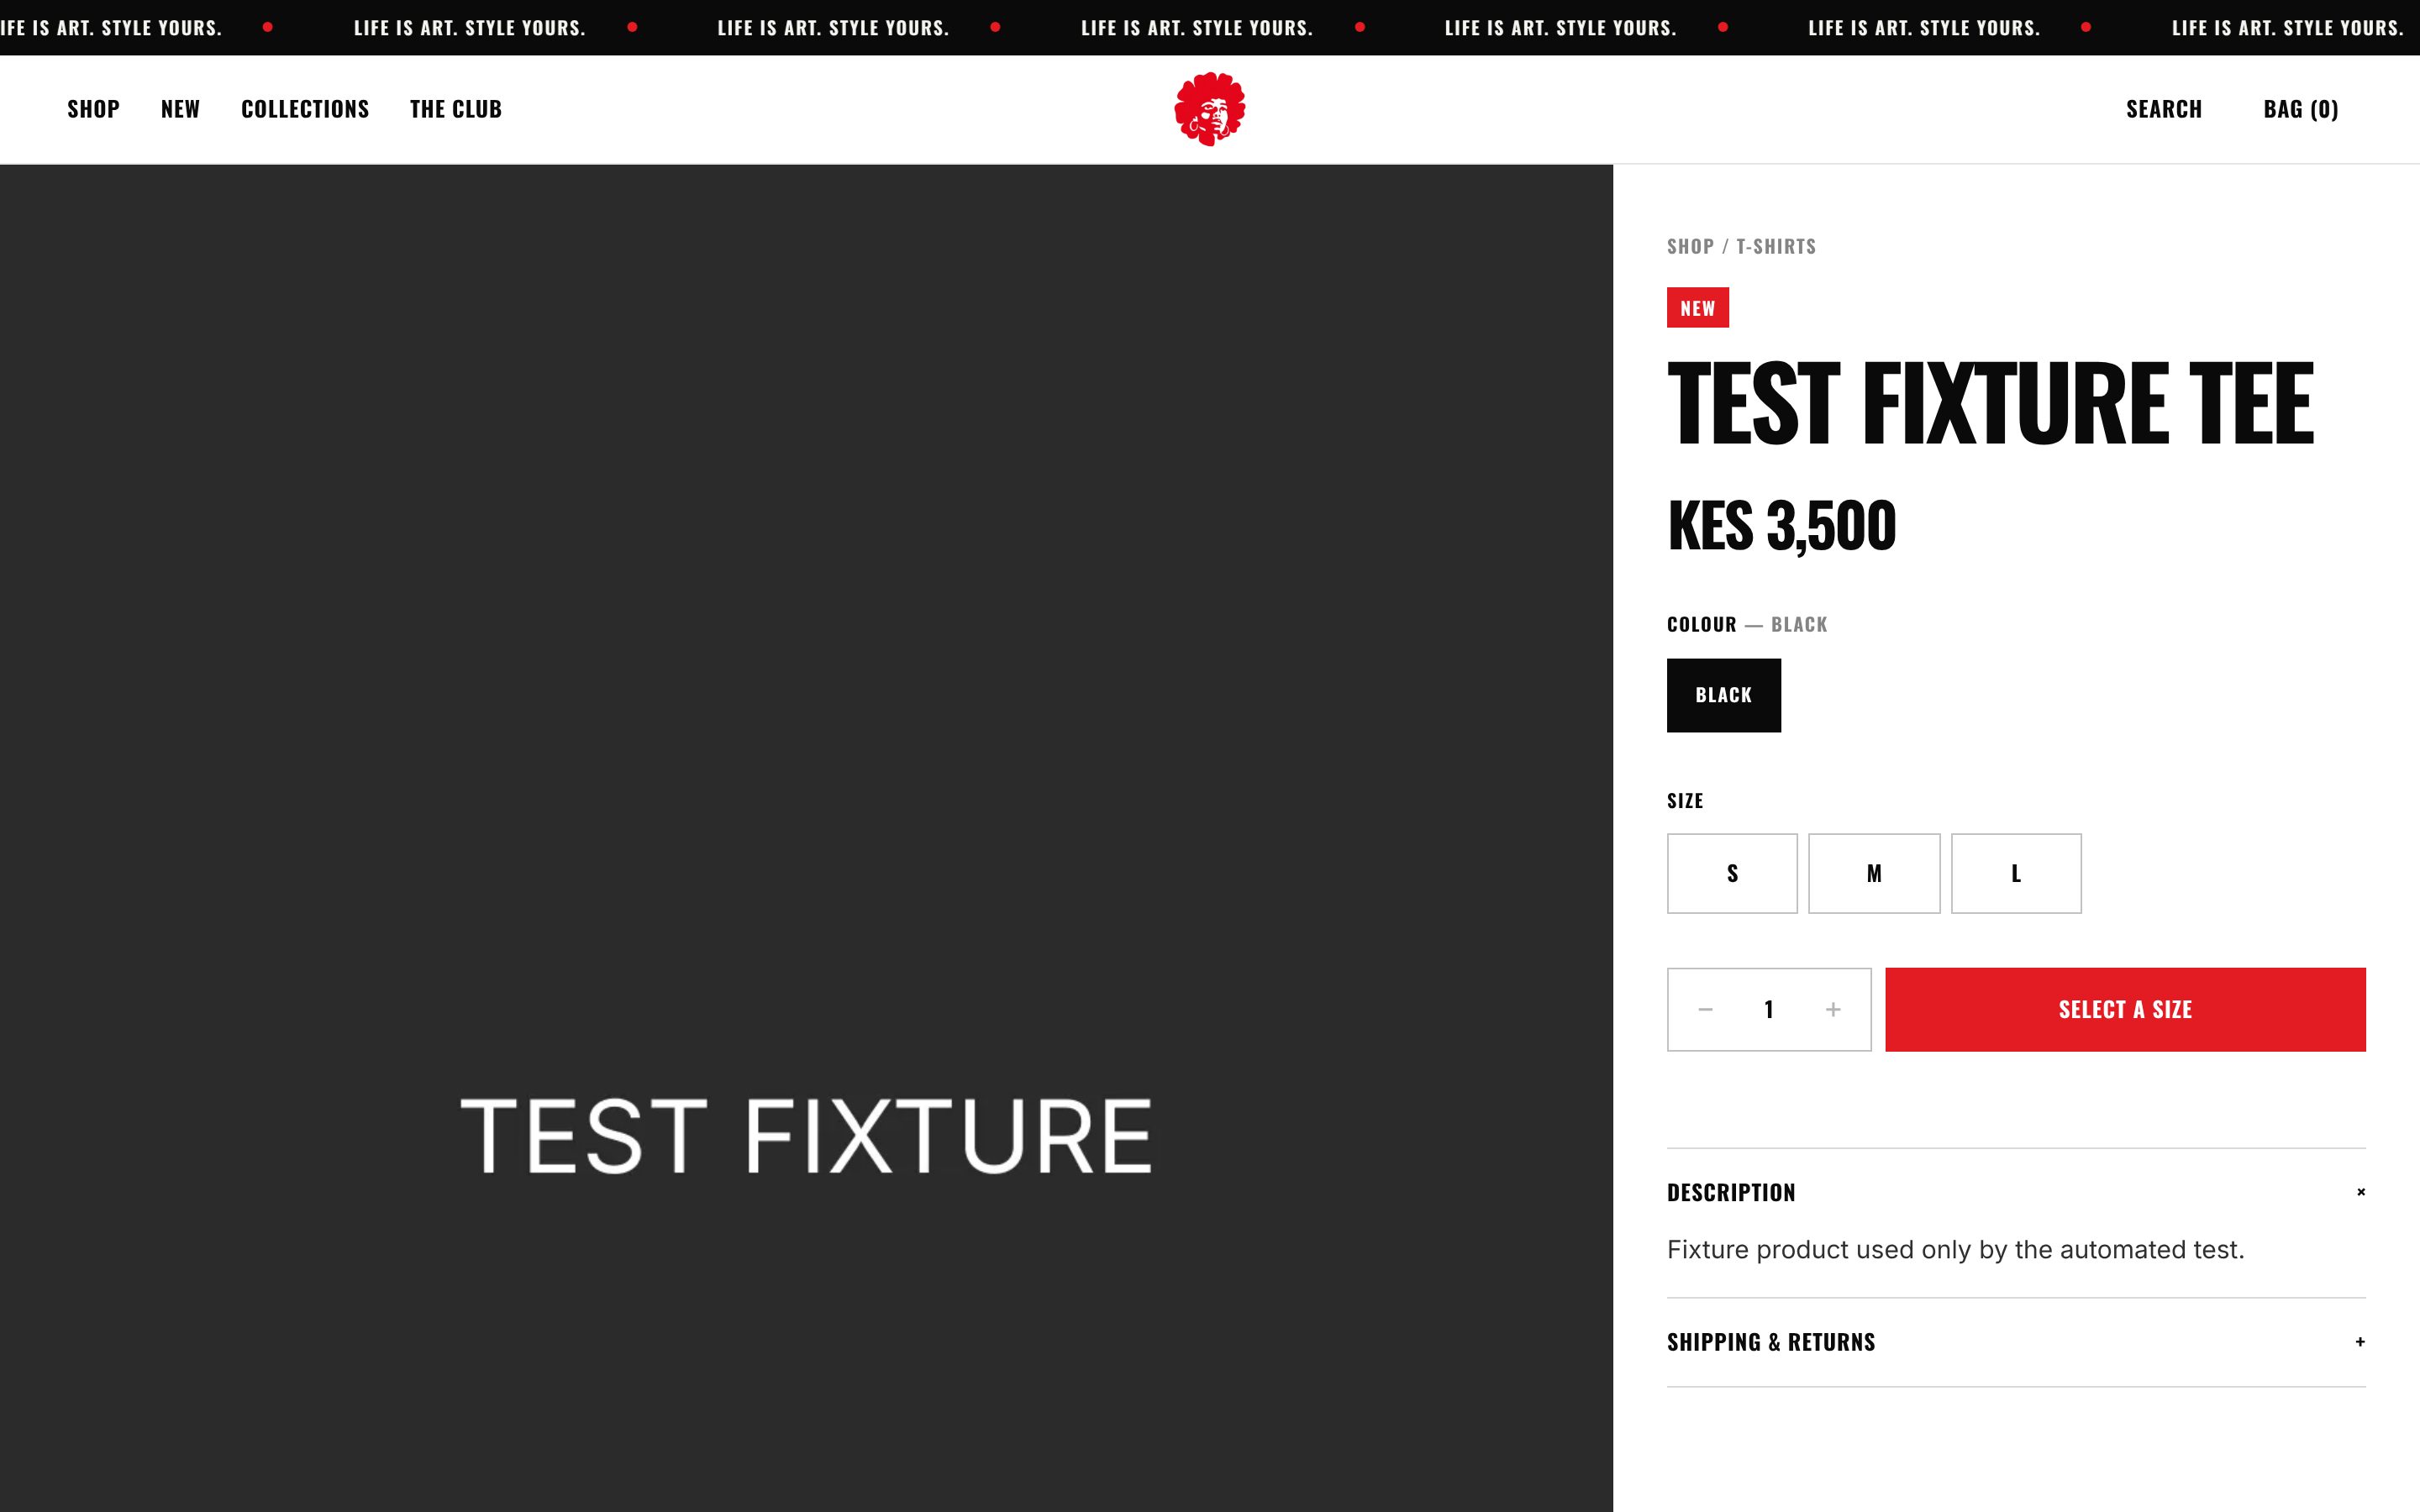 IFE IS ART. STYLE YOURS. • LIFE IS ART. STYLE YOURS. • LIFE IS ART. STYLE YOURS. • LIFE IS ART. STYLE YOURS. • LIFE IS ART. STYLE YOURS. • LIFE IS ART. STYLE YOURS. • LIFE IS ART. STYLE YOURS.
SHOP NEW COLLECTIONS THE CLUB SEARCH BAG (0)
SHOP / T-SHIRTS
NEW
TEST FIXTURE TEE
KES 3,500
COLOUR — BLACK
BLACK
SIZE
S M L
− 1 + SELECT A SIZE
TEST FIXTURE
DESCRIPTION ×
Fixture product used only by the automated test.
SHIPPING & RETURNS +